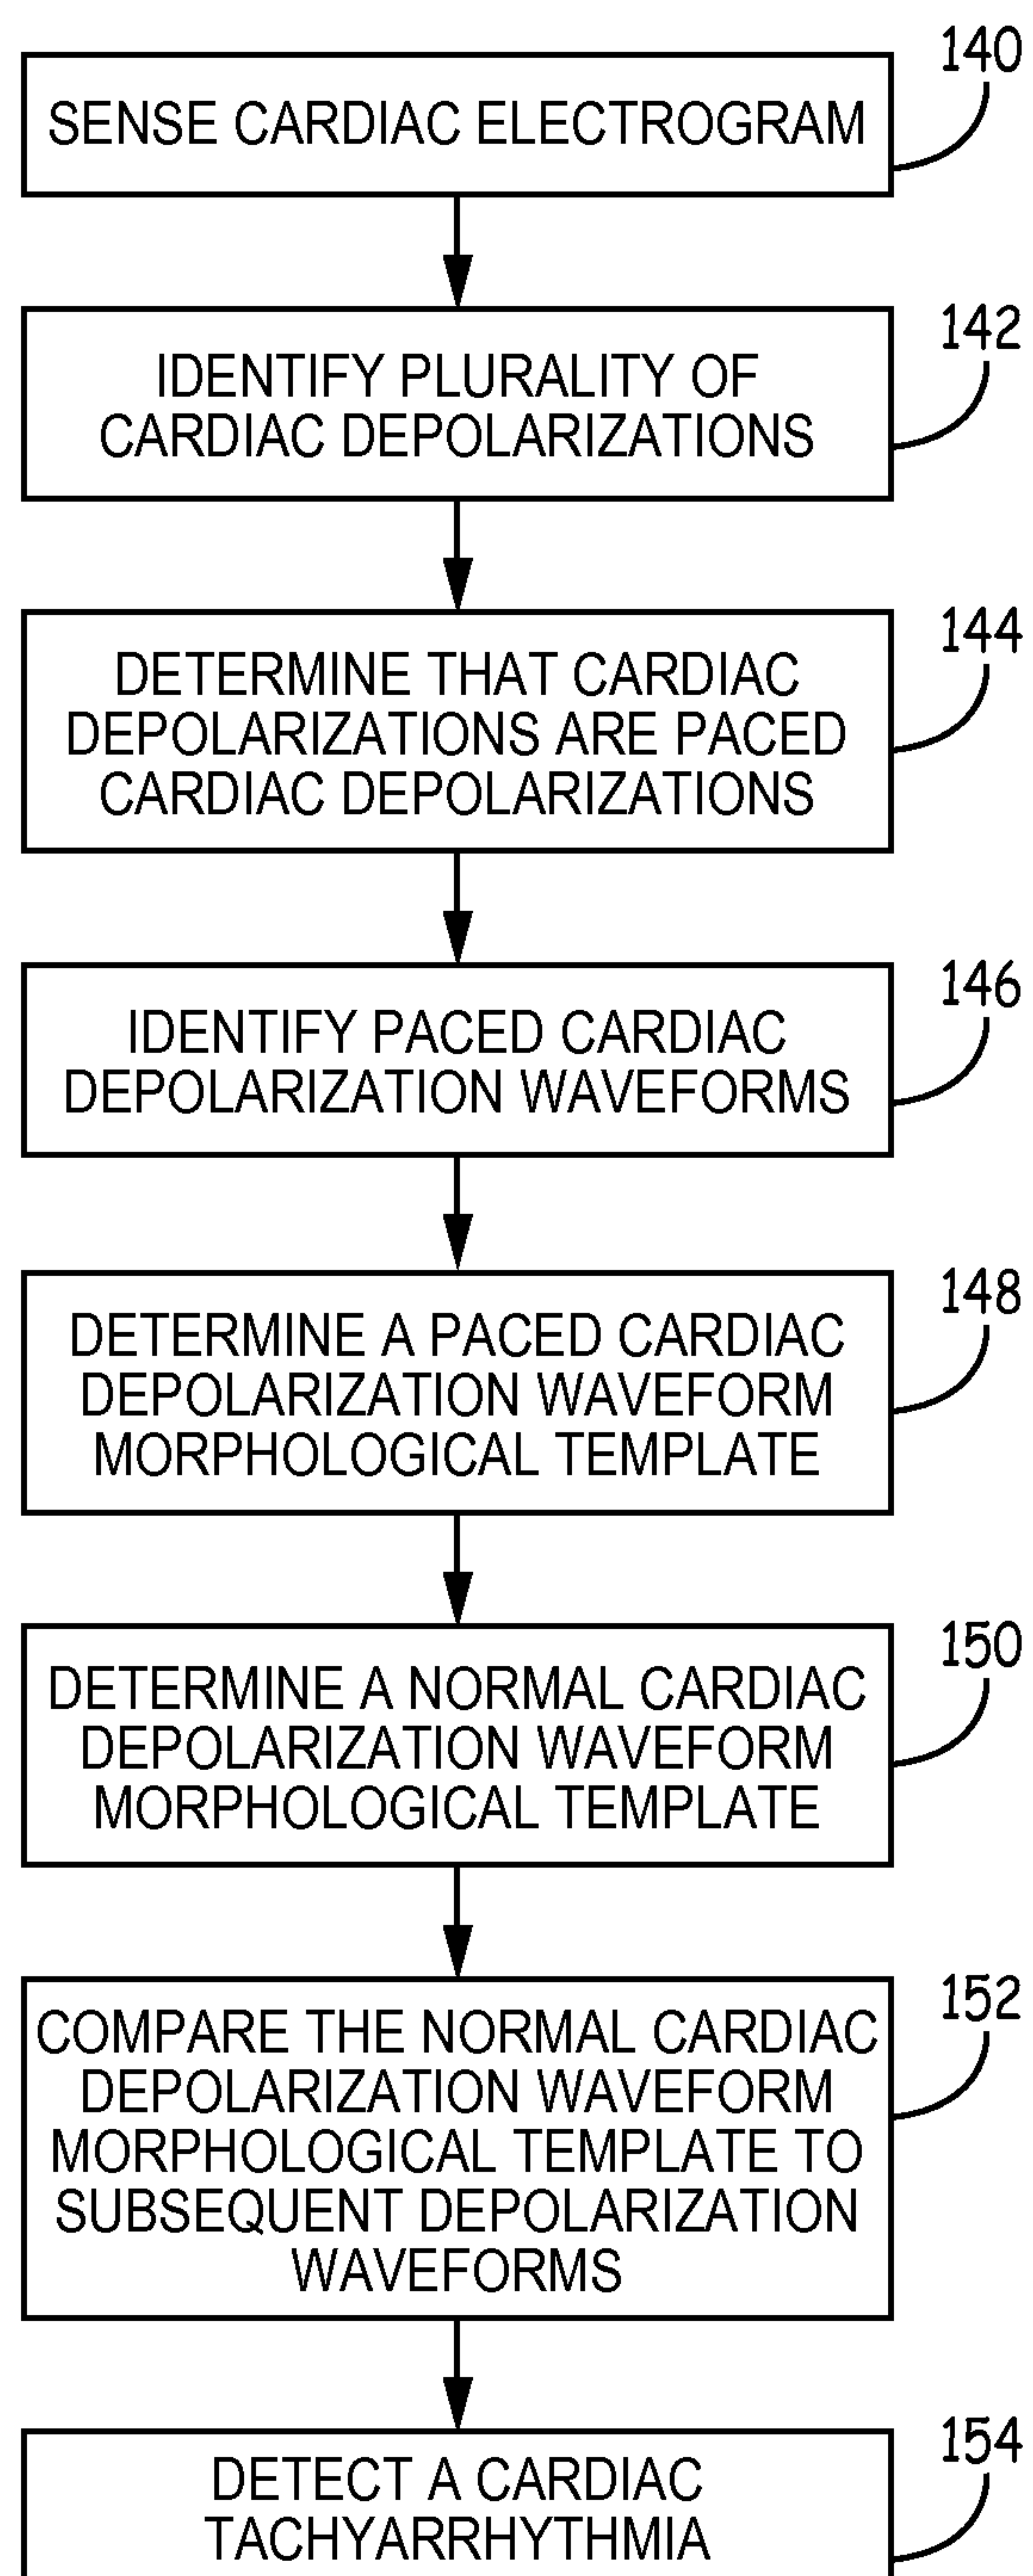 140
SENSE CARDIAC ELECTROGRAM
142
IDENTIFY PLURALITY OF
CARDIAC DEPOLARIZATIONS
144
DETERMINE THAT CARDIAC
DEPOLARIZATIONS ARE PACED
CARDIAC DEPOLARIZATIONS
146
IDENTIFY PACED CARDIAC
DEPOLARIZATION WAVEFORMS
148
DETERMINE A PACED CARDIAC
DEPOLARIZATION WAVEFORM
MORPHOLOGICAL TEMPLATE
150
DETERMINE A NORMAL CARDIAC
DEPOLARIZATION WAVEFORM
MORPHOLOGICAL TEMPLATE
152
COMPARE THE NORMAL CARDIAC
DEPOLARIZATION WAVEFORM
MORPHOLOGICAL TEMPLATE TO
SUBSEQUENT DEPOLARIZATION
WAVEFORMS
154
DETECT A CARDIAC
TACHYARRHYTHMIA